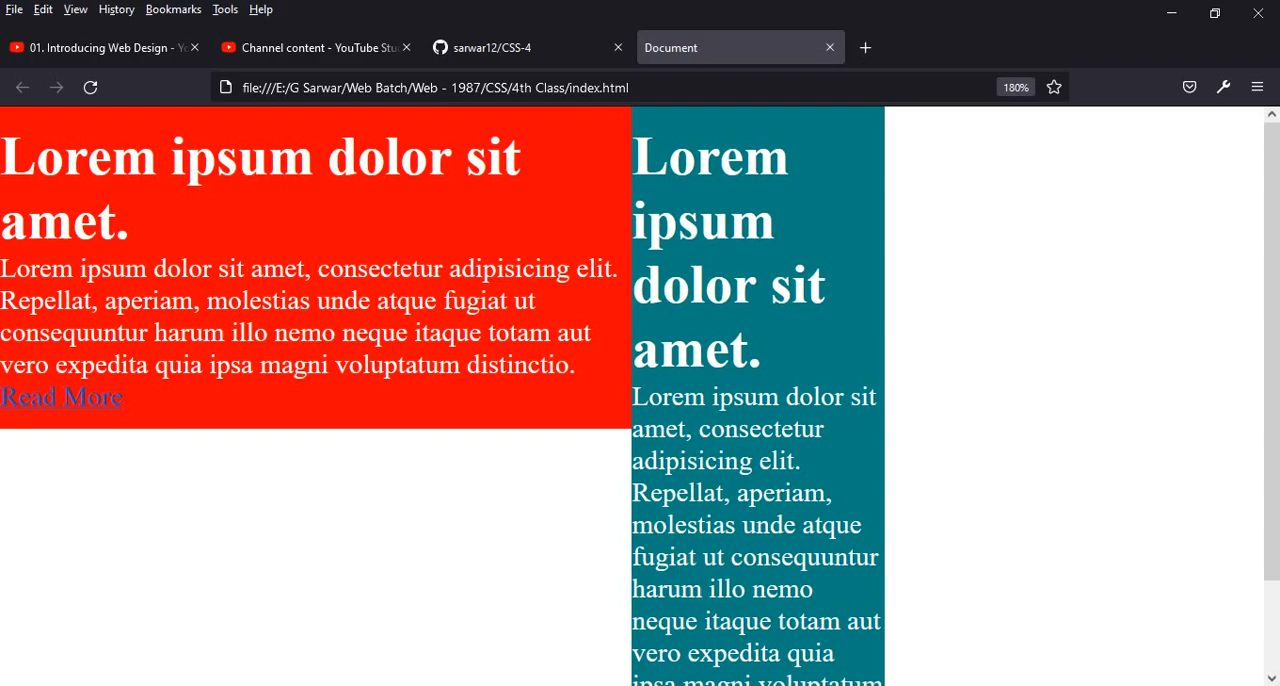 File Edit View History Bookmarks Tools Help
01. Introducing Web Design - Yo
Channel content - YouTube Stu
sarwar12/CSS-4
Document
file:///E:/G Sarwar/Web Batch/Web - 1987/CSS/4th Class/index.html
180%
Lorem ipsum dolor sit
amet.
Lorem ipsum dolor sit amet, consectetur adipisicing elit.
Repellat, aperiam, molestias unde atque fugiat ut
consequuntur harum illo nemo neque itaque totam aut
vero expedita quia ipsa magni voluptatum distinctio.
Read More
Lorem
ipsum
dolor sit
amet.
Lorem ipsum dolor sit
amet, consectetur
adipisicing elit.
Repellat, aperiam,
molestias unde atque
fugiat ut consequuntur
harum illo nemo
neque itaque totam aut
vero expedita quia
ipsa magni voluptatum